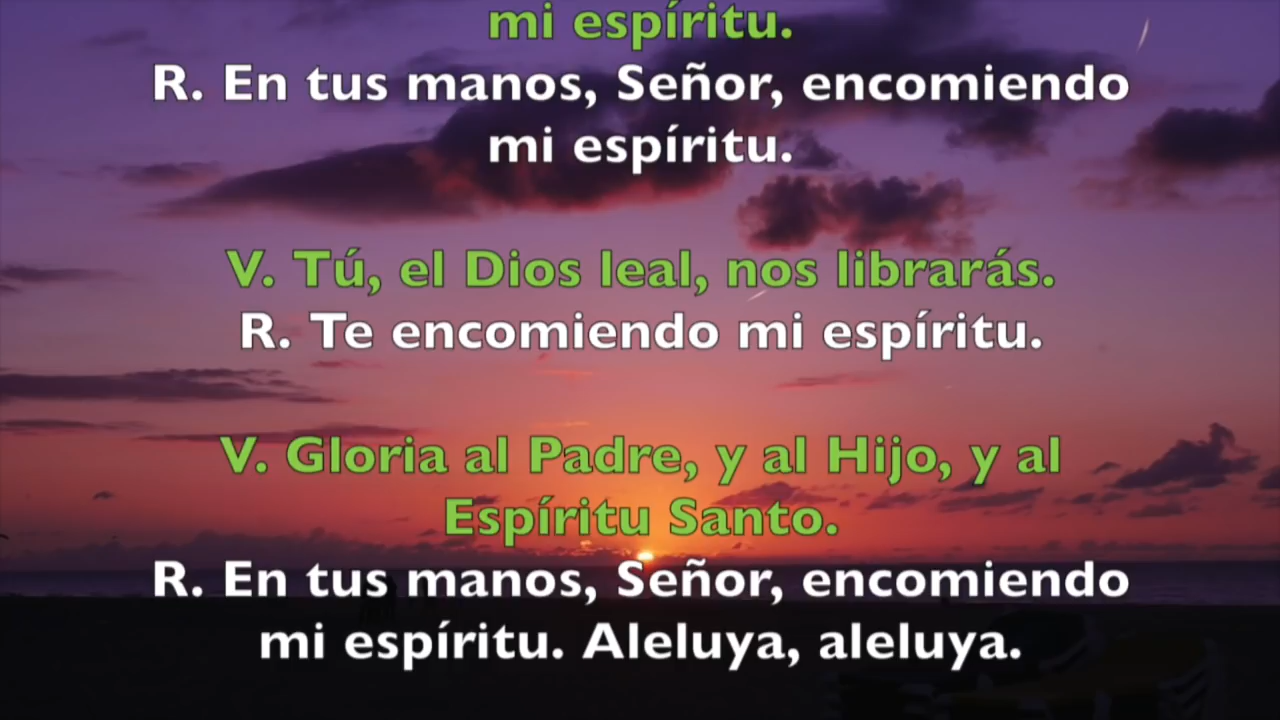 mi espíritu.
R. En tus manos, Señor, encomiendo
mi espíritu.
V. Tú, el Dios leal, nos librarás.
R. Te encomiendo mi espíritu.
V. Gloria al Padre, y al Hijo, y al
Espíritu Santo.
R. En tus manos, Señor, encomiendo
mi espíritu. Aleluya, aleluya.